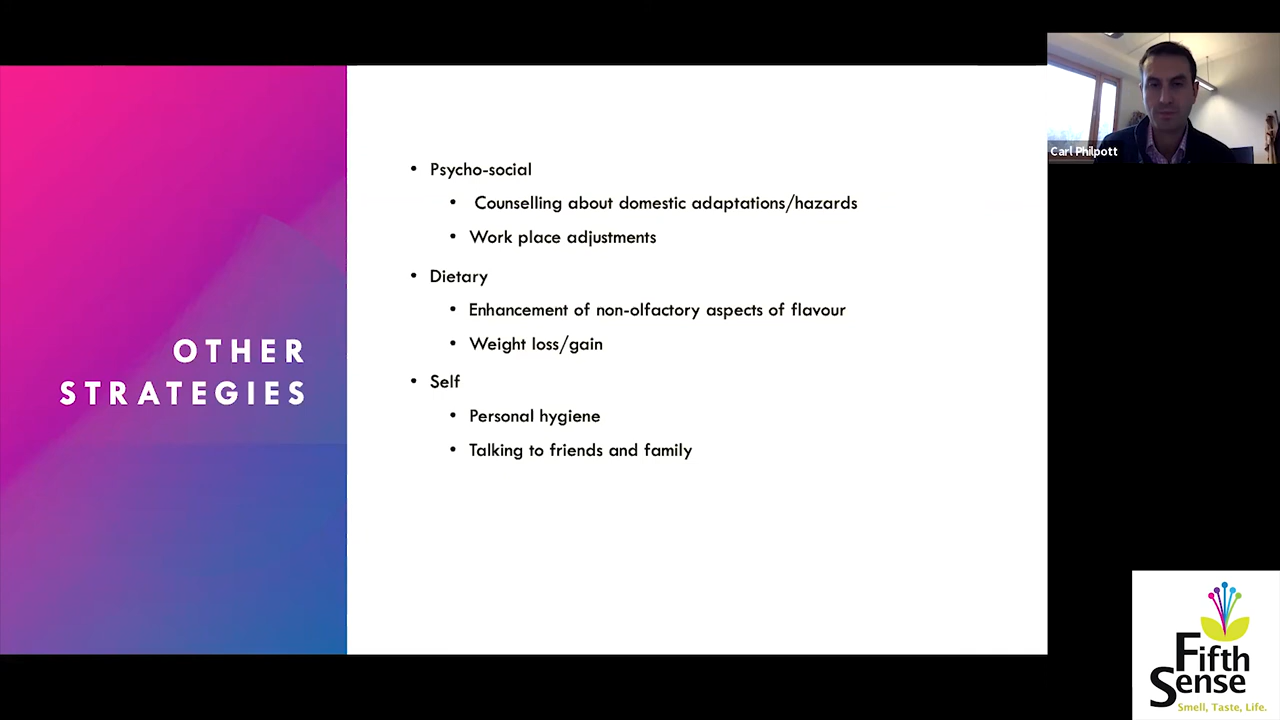 OTHER
STRATEGIES
• Psycho-social
• Counselling about domestic adaptations/hazards
• Work place adjustments
• Dietary
• Enhancement of non-olfactory aspects of flavour
• Weight loss/gain
• Self
• Personal hygiene
• Talking to friends and family
Carl Philpott
Fifth
Sense
Smell, Taste, Life.